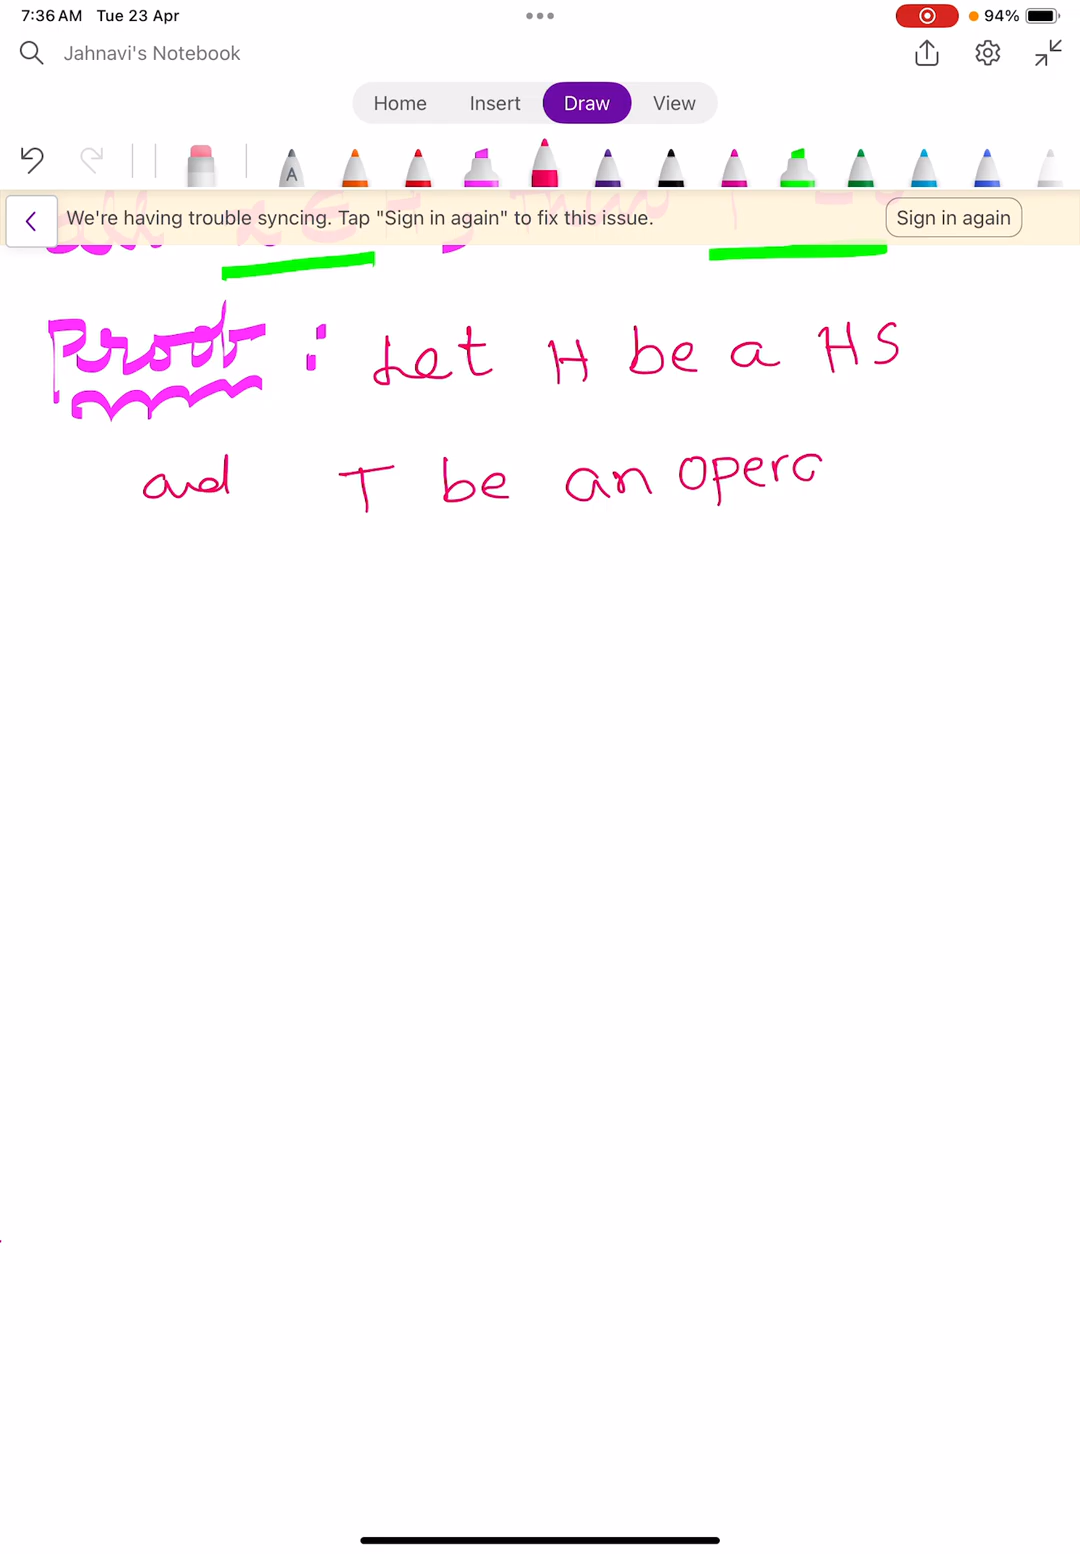 7:36 AM Tue 23 Apr
94%
Jahnavi's Notebook
Home Insert Draw View
A
We're having trouble syncing. Tap "Sign in again" to fix this issue.
Sign in again
Proof : Let H be a HS
and T be an opera